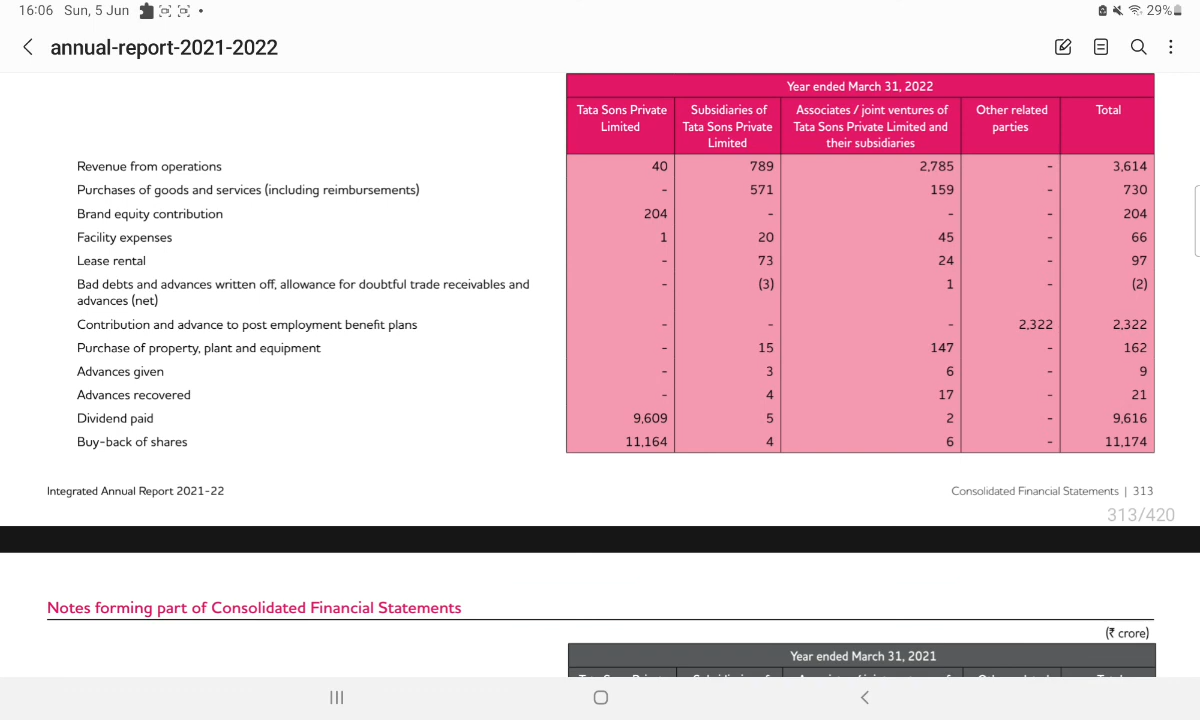 16:06 Sun, 5 Jun
29%
annual-report-2021-2022
Year ended March 31, 2022
Tata Sons Private Limited
Subsidiaries of Tata Sons Private Limited
Associates / joint ventures of Tata Sons Private Limited and their subsidiaries
Other related parties
Total
Revenue from operations 40 789 2,785 - 3,614
Purchases of goods and services (including reimbursements) - 571 159 - 730
Brand equity contribution 204 - - - 204
Facility expenses 1 20 45 - 66
Lease rental - 73 24 - 97
Bad debts and advances written off, allowance for doubtful trade receivables and - (3) 1 - (2)
advances (net)
Contribution and advance to post employment benefit plans - - - 2,322 2,322
Purchase of property, plant and equipment - 15 147 - 162
Advances given - 3 6 - 9
Advances recovered - 4 17 - 21
Dividend paid 9,609 5 2 - 9,616
Buy-back of shares 11,164 4 6 - 11,174
Integrated Annual Report 2021-22
Consolidated Financial Statements | 313
313/420
Notes forming part of Consolidated Financial Statements
(₹ crore)
Year ended March 31, 2021